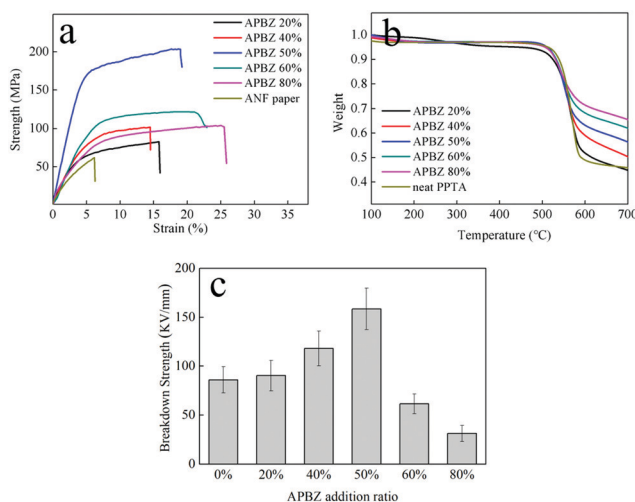 a
APBZ 20%
APBZ 40%
APBZ 50%
APBZ 60%
APBZ 80%
ANF paper
200
150
100
50
Strength (MPa)
0 5 10 15 20 25 30 35
Strain (%)
b
1.0
0.9
0.8
0.7
0.6
0.5
0.4
Weight
APBZ 20%
APBZ 40%
APBZ 50%
APBZ 60%
APBZ 80%
neat PPTA
100 200 300 400 500 600 700
Temperature (°C)
c
200
150
100
50
0
Breakdown Strength (KV/mm)
0% 20% 40% 50% 60% 80%
APBZ addition ratio